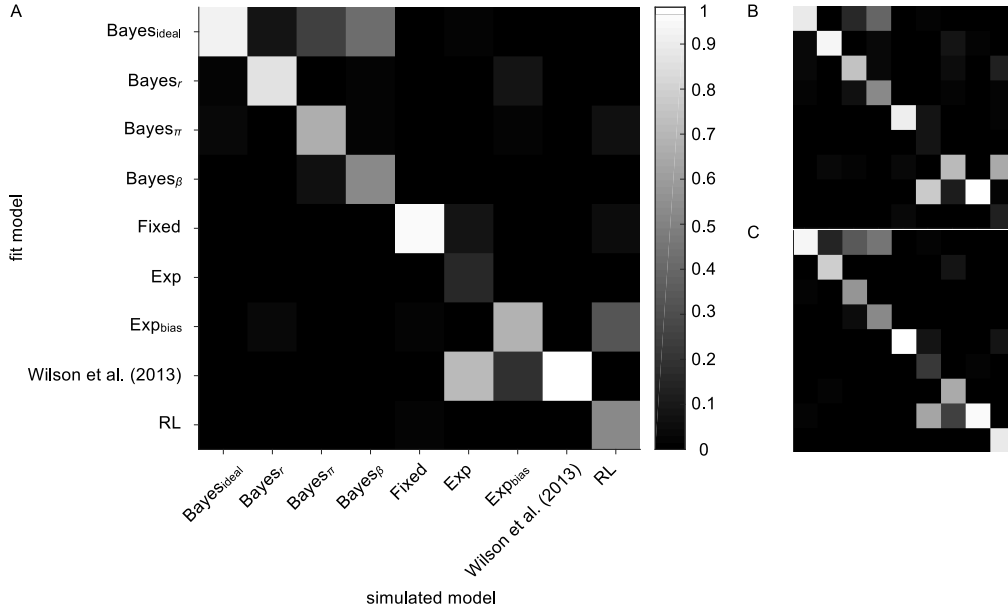 A
Bayesideal
Bayesr
Bayesπ
Bayesβ
Fixed
Exp
Expbias
Wilson et al. (2013)
RL
fit model
Bayesideal
Bayesr
Bayesπ
Bayesβ
Fixed
Exp
Expbias
Wilson et al. (2013)
RL
simulated model
1
0.9
0.8
0.7
0.6
0.5
0.4
0.3
0.2
0.1
0
B
C